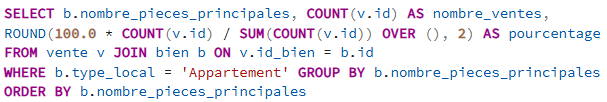 SELECT b.nombre_pieces_principales, COUNT(v.id) AS nombre_ventes,
ROUND(100.0 * COUNT(v.id) / SUM(COUNT(v.id)) OVER (), 2) AS pourcentage
FROM vente v JOIN bien b ON v.id_bien = b.id
WHERE b.type_local = 'Appartement' GROUP BY b.nombre_pieces_principales
ORDER BY b.nombre_pieces_principales